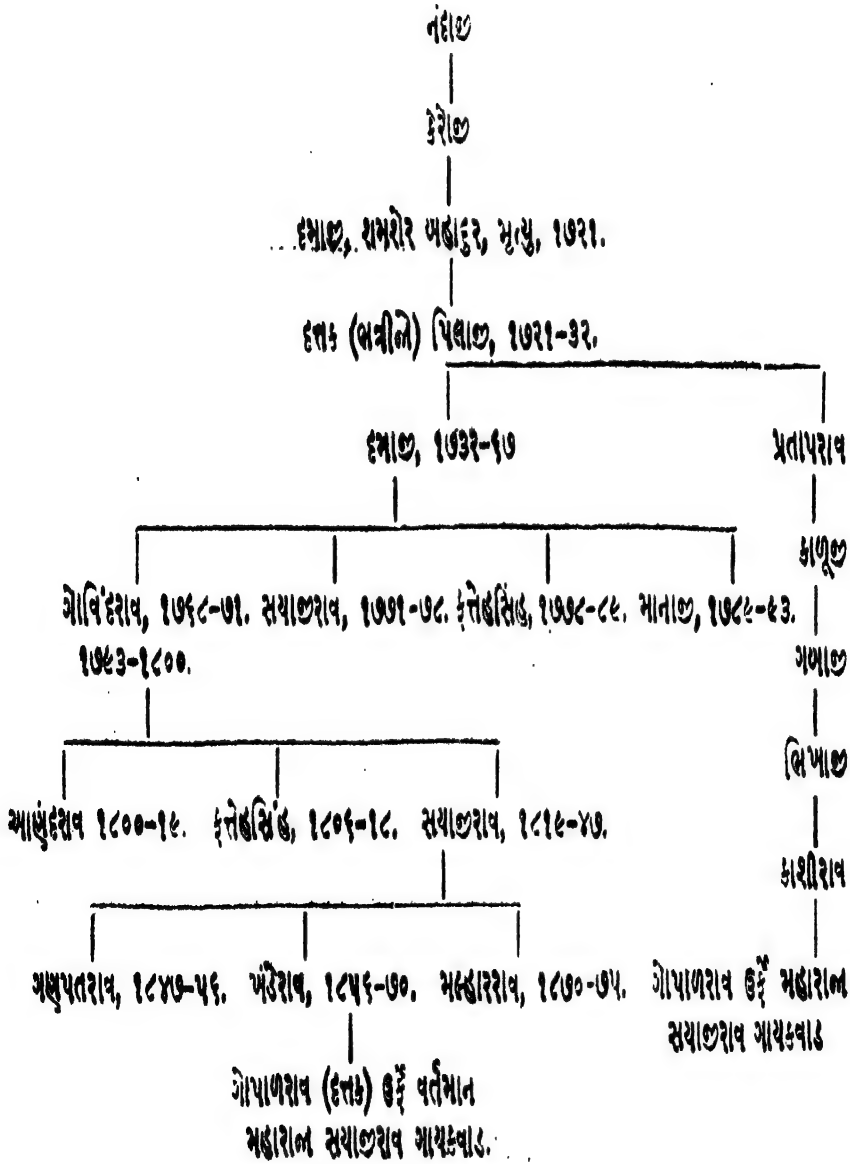 નંદાજી
કેરોજી
દમાજી, શમશેર બહાદુર, મૃત્યુ, ૧૭૨૧.
દત્તક (ભત્રીજો) પિલાજી, ૧૭૨૧-૩૨.
દમાજી, ૧૭૩૨-૬૭
પ્રતાપરાવ
કાળૂજી
ગોવિંદરાવ, ૧૭૬૮-૭૧. સયાજીરાવ, ૧૭૭૧-૭૮. ફત્તેહસિંહ, ૧૭૭૮-૮૯. માનાજી, ૧૭૮૯-૯૩.
૧૭૯૩-૧૮૦૦.
ગબાજી
ભિખાજી
આણંદરાવ ૧૮૦૦-૧૯. ફત્તેહસિંહ, ૧૮૦૬-૧૮. સયાજીરાવ, ૧૮૧૯-૪૭.
કાશીરાવ
ગણપતરાવ, ૧૮૪૭-૫૬. ખંડેરાવ, ૧૮૫૬-૭૦. મલ્હારરાવ, ૧૮૭૦-૭૫. ગોપાળરાવ ઉર્ફે મહારાજા
સયાજીરાવ ગાયકવાડ
ગોપાળરાવ (દત્તક) ઉર્ફે વર્તમાન
મહારાજા સયાજીરાવ ગાયકવાડ.